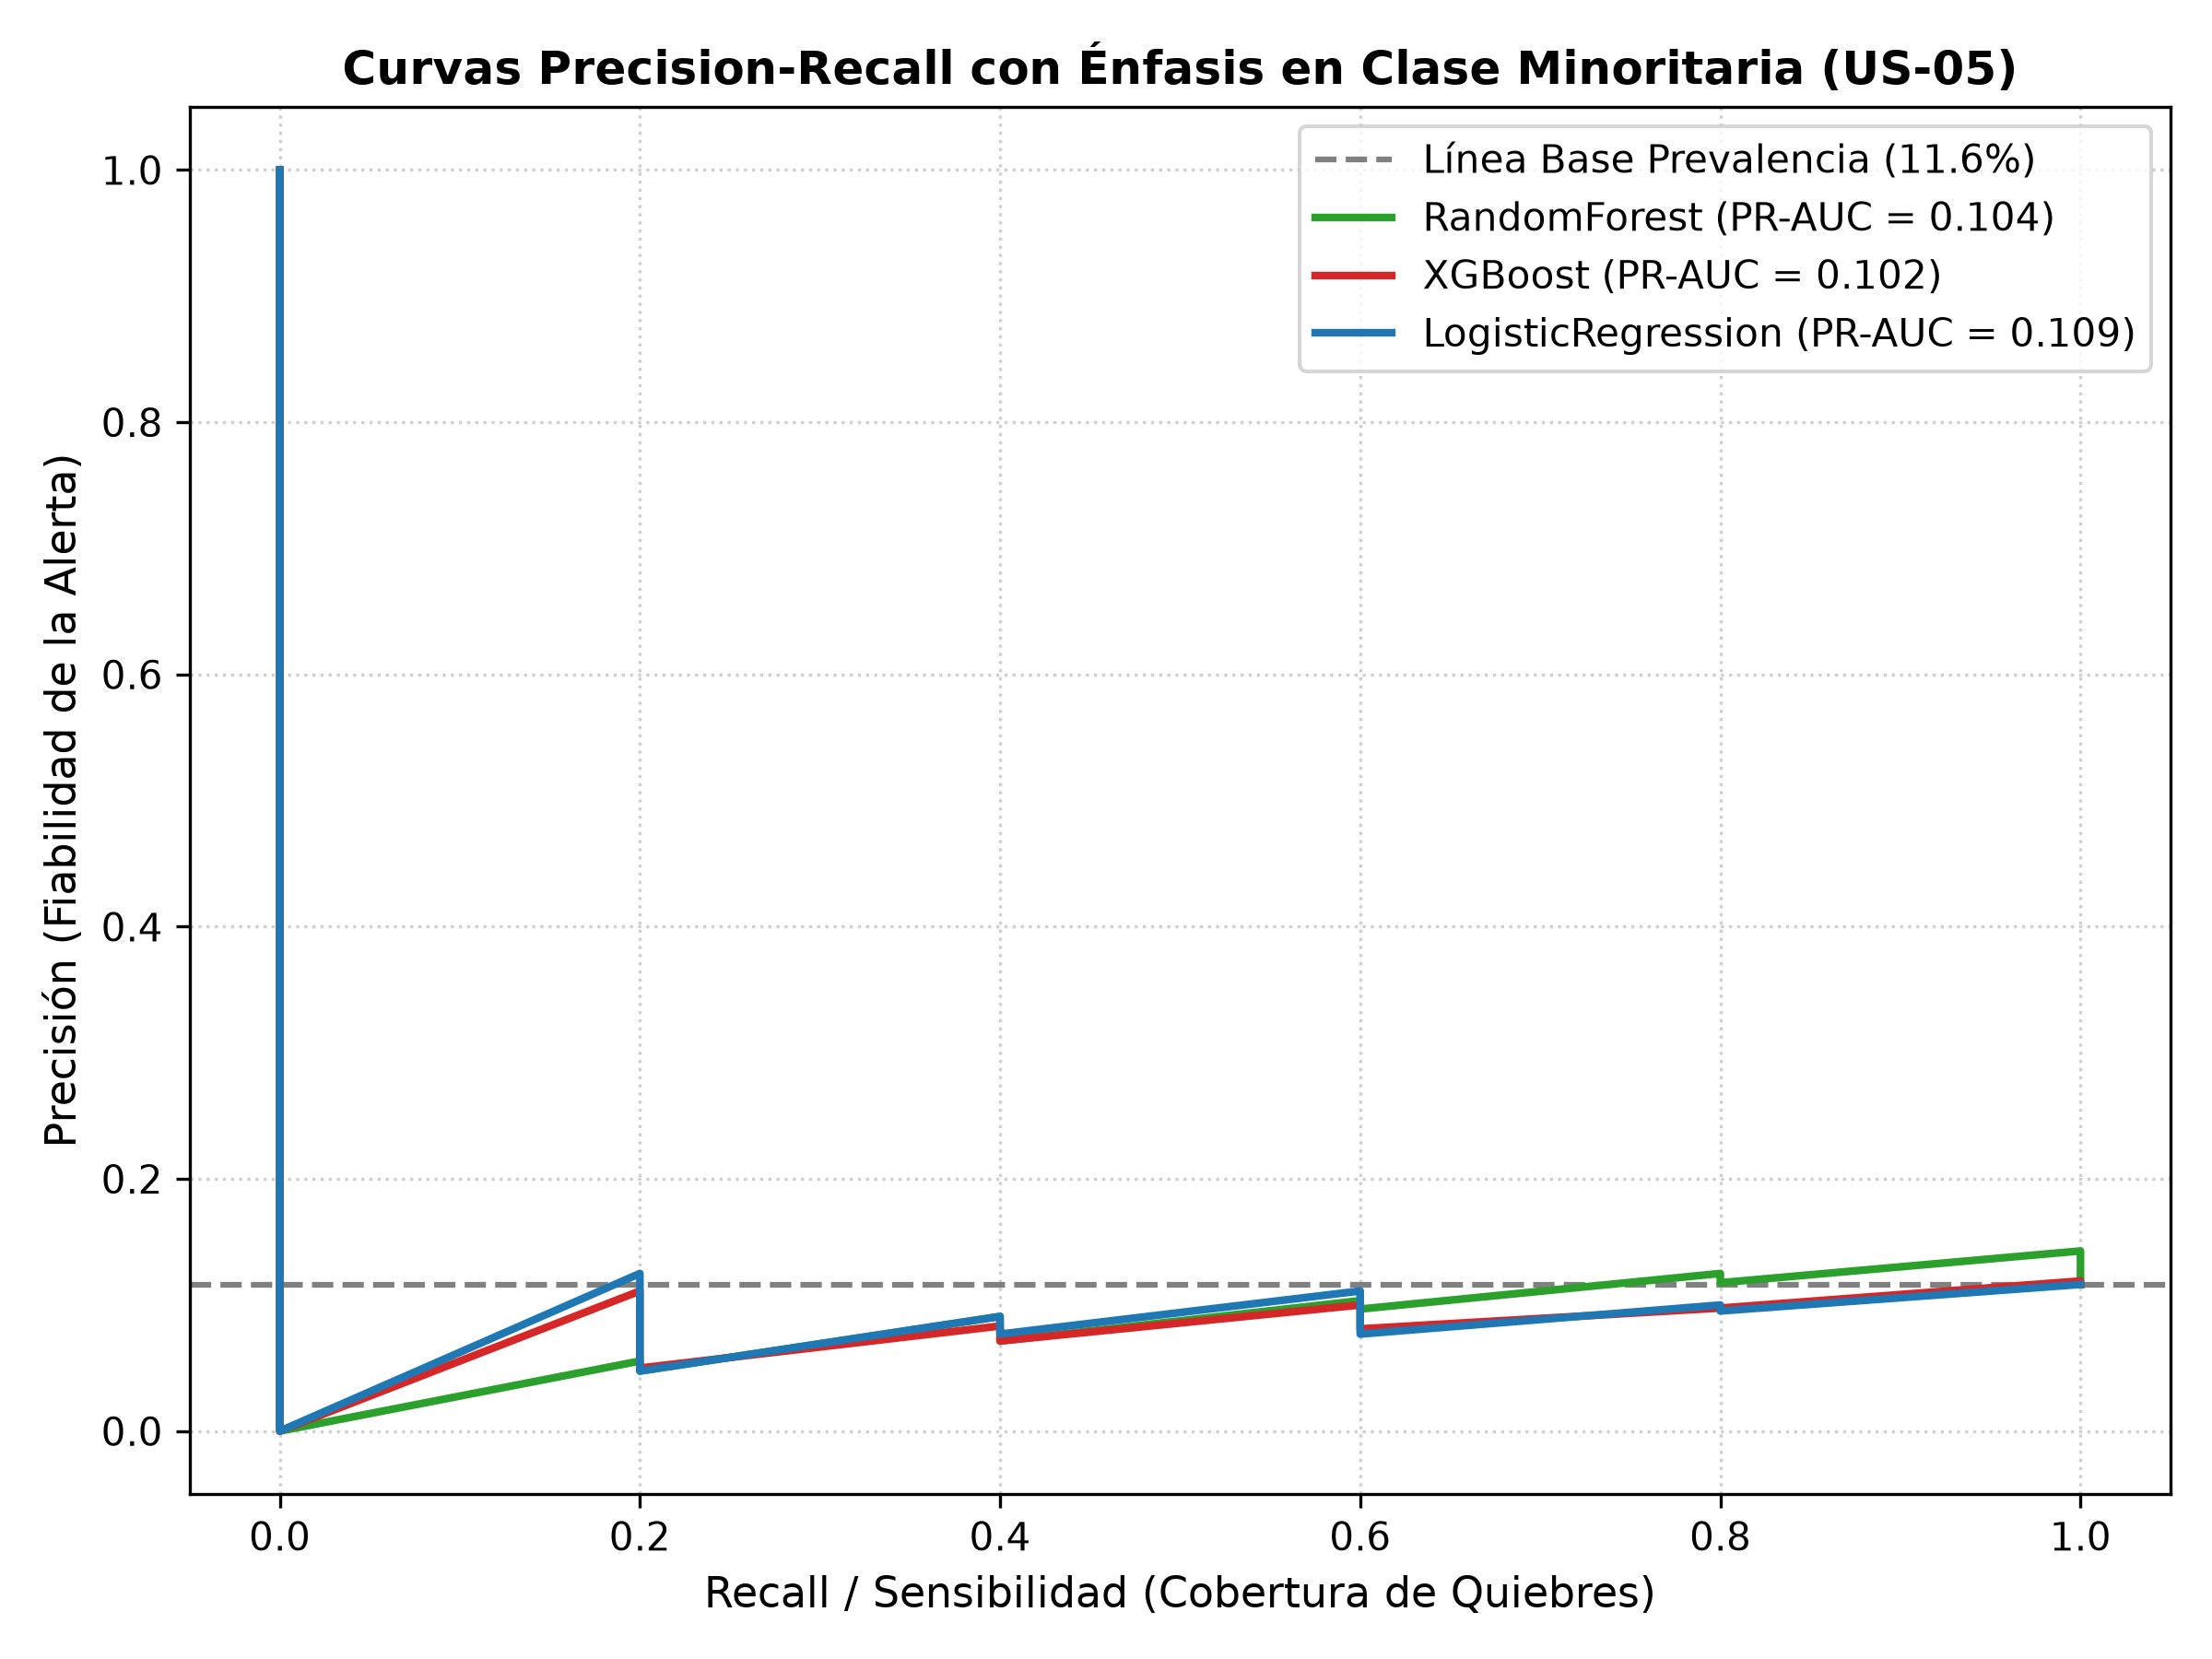 Curvas Precision-Recall con Énfasis en Clase Minoritaria (US-05)
Línea Base Prevalencia (11.6%)
RandomForest (PR-AUC = 0.104)
XGBoost (PR-AUC = 0.102)
LogisticRegression (PR-AUC = 0.109)
Precisión (Fiabilidad de la Alerta)
1.0
0.8
0.6
0.4
0.2
0.0
0.0 0.2 0.4 0.6 0.8 1.0
Recall / Sensibilidad (Cobertura de Quiebres)